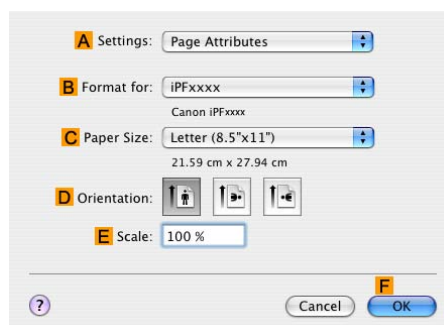 A Settings: Page Attributes
B Format for: iPFxxxx
Canon iPFxxxx
C Paper Size: Letter (8.5"x11")
21.59 cm x 27.94 cm
D Orientation:
E Scale: 100 %
F
? Cancel OK